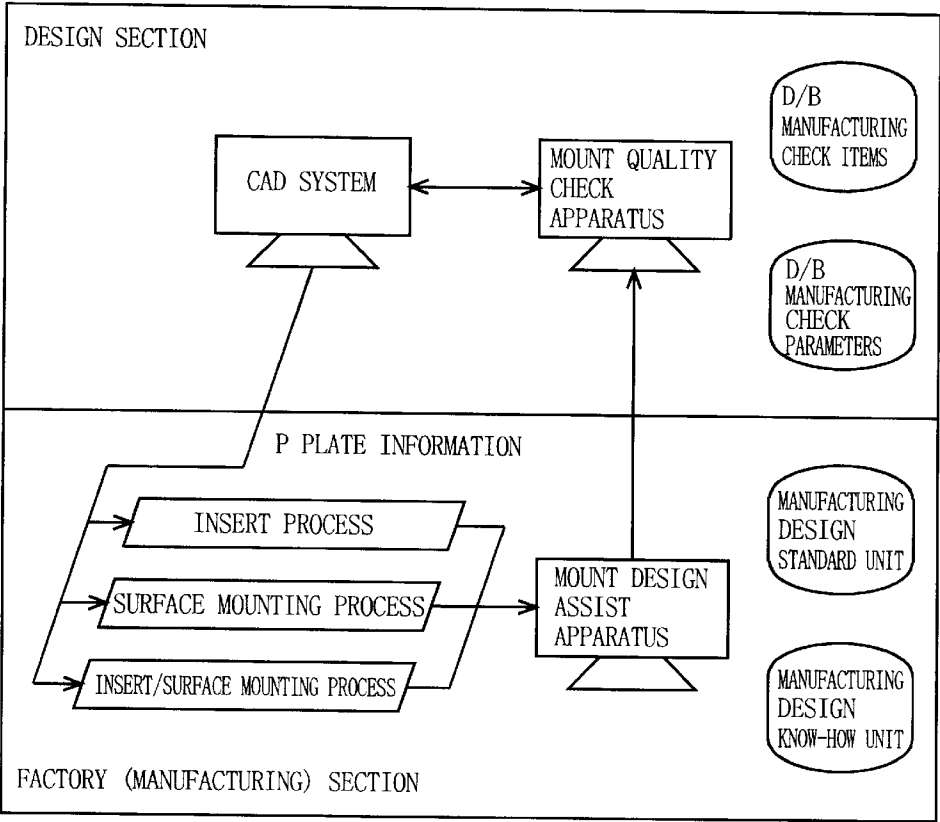 DESIGN SECTION
CAD SYSTEM
MOUNT QUALITY
CHECK
APPARATUS
D/B
MANUFACTURING
CHECK ITEMS
D/B
MANUFACTURING
CHECK
PARAMETERS
P PLATE INFORMATION
INSERT PROCESS
SURFACE MOUNTING PROCESS
INSERT/SURFACE MOUNTING PROCESS
MOUNT DESIGN
ASSIST
APPARATUS
MANUFACTURING
DESIGN
STANDARD UNIT
MANUFACTURING
DESIGN
KNOW-HOW UNIT
FACTORY (MANUFACTURING) SECTION